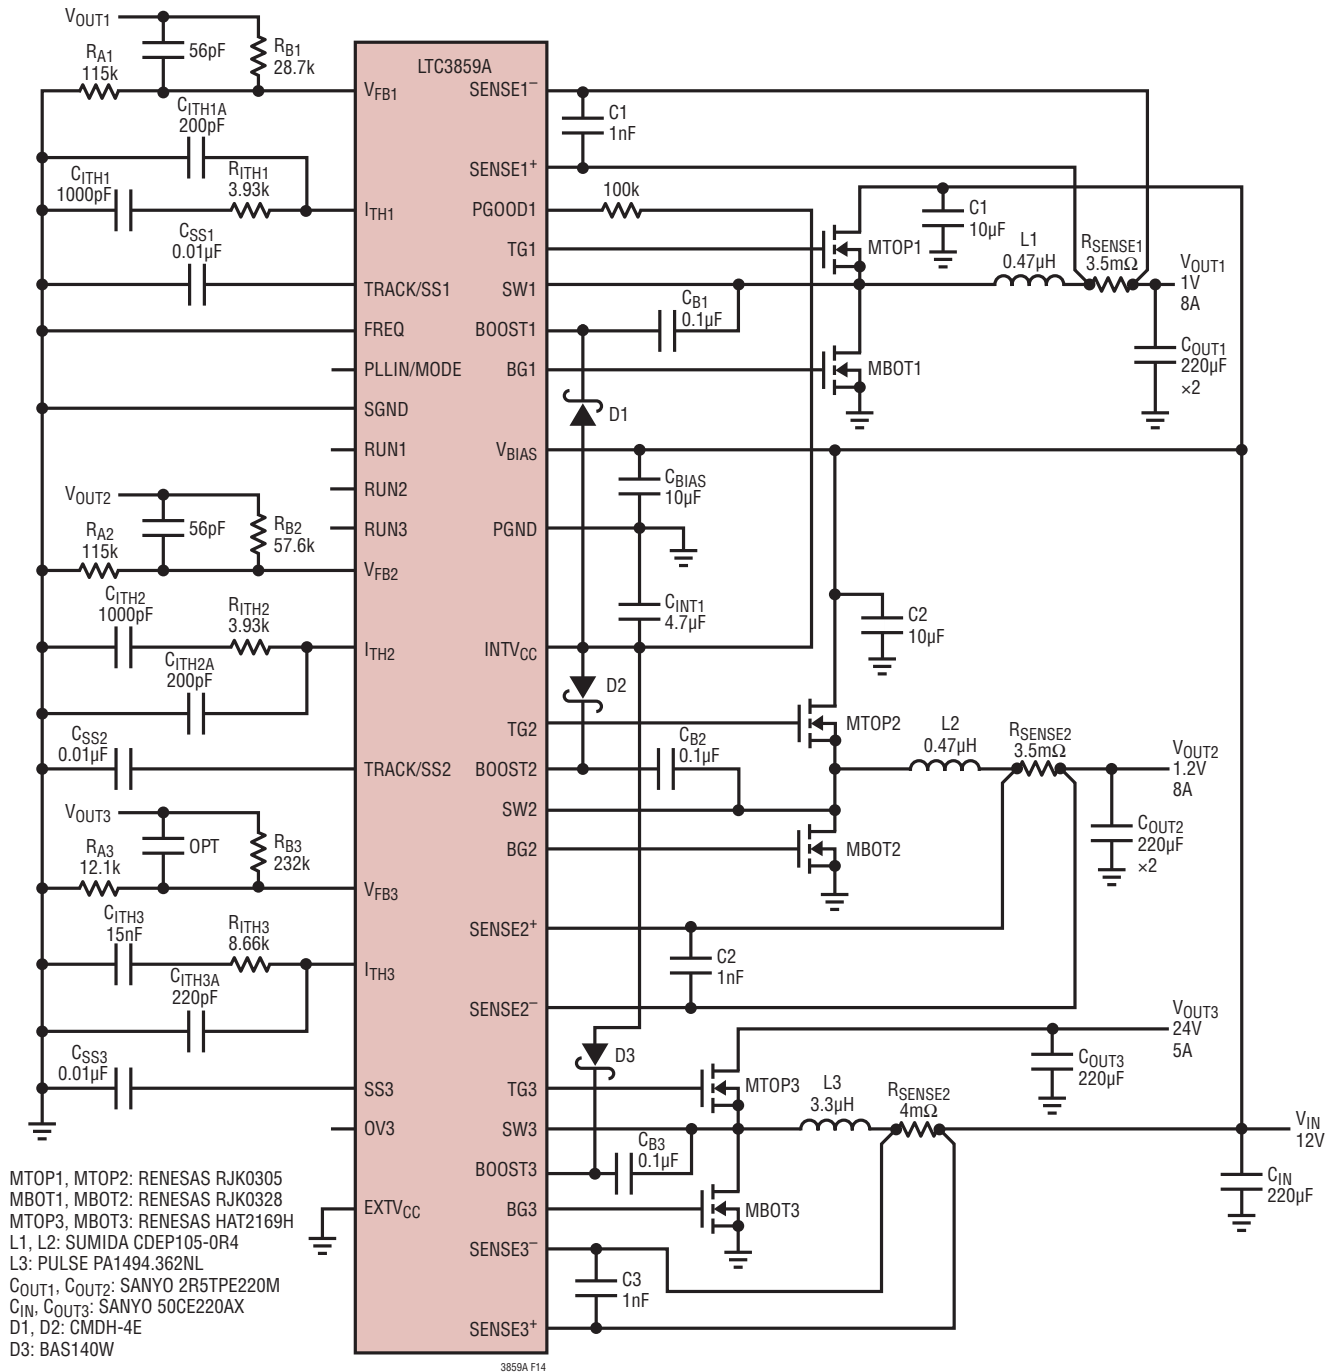 VOUT1
RA1
115k
56pF
RB1
28.7k
CITH1A
200pF
CITH1
1000pF
RITH1
3.93k
CSS1
0.01µF
VOUT2
RA2
115k
56pF
RB2
57.6k
CITH2
1000pF
RITH2
3.93k
CITH2A
200pF
CSS2
0.01µF
VOUT3
RA3
12.1k
OPT
RB3
232k
CITH3
15nF
RITH3
8.66k
CITH3A
220pF
CSS3
0.01µF
LTC3859A
VFB1
ITH1
TRACK/SS1
FREQ
PLLIN/MODE
SGND
RUN1
RUN2
RUN3
VFB2
ITH2
TRACK/SS2
VFB3
ITH3
SS3
OV3
EXTVCC
SENSE1–
SENSE1+
PGOOD1
TG1
SW1
BOOST1
BG1
VBIAS
PGND
INTVCC
TG2
BOOST2
SW2
BG2
SENSE2+
SENSE2–
TG3
SW3
BOOST3
BG3
SENSE3–
SENSE3+
C1
1nF
100k
MTOP1
C1
10µF
L1
0.47µH
RSENSE1
3.5mΩ
VOUT1
1V
8A
CB1
0.1µF
MBOT1
COUT1
220µF
×2
D1
CBIAS
10µF
CINT1
4.7µF
C2
10µF
D2
MTOP2
L2
0.47µH
RSENSE2
3.5mΩ
VOUT2
1.2V
8A
CB2
0.1µF
MBOT2
COUT2
220µF
×2
C2
1nF
VOUT3
24V
5A
D3
MTOP3
L3
3.3µH
RSENSE2
4mΩ
COUT3
220µF
VIN
12V
CB3
0.1µF
MBOT3
CIN
220µF
C3
1nF
MTOP1, MTOP2: RENESAS RJK0305
MBOT1, MBOT2: RENESAS RJK0328
MTOP3, MBOT3: RENESAS HAT2169H
L1, L2: SUMIDA CDEP105-0R4
L3: PULSE PA1494.362NL
COUT1, COUT2: SANYO 2R5TPE220M
CIN, COUT3: SANYO 50CE220AX
D1, D2: CMDH-4E
D3: BAS140W
3859A F14